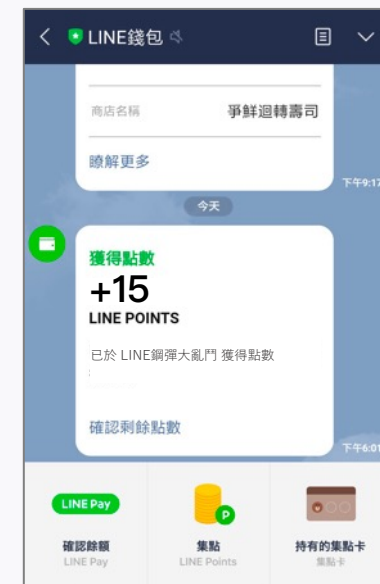 LINE錢包
商店名稱 爭鮮迴轉壽司
瞭解更多
下午9:17
今天
獲得點數
+15
LINE POINTS
已於 LINE鋼彈大亂鬥 獲得點數
確認剩餘點數
下午6:01
LINE Pay
P
確認餘額
LINE Pay
集點
LINE Points
持有的集點卡
集點卡